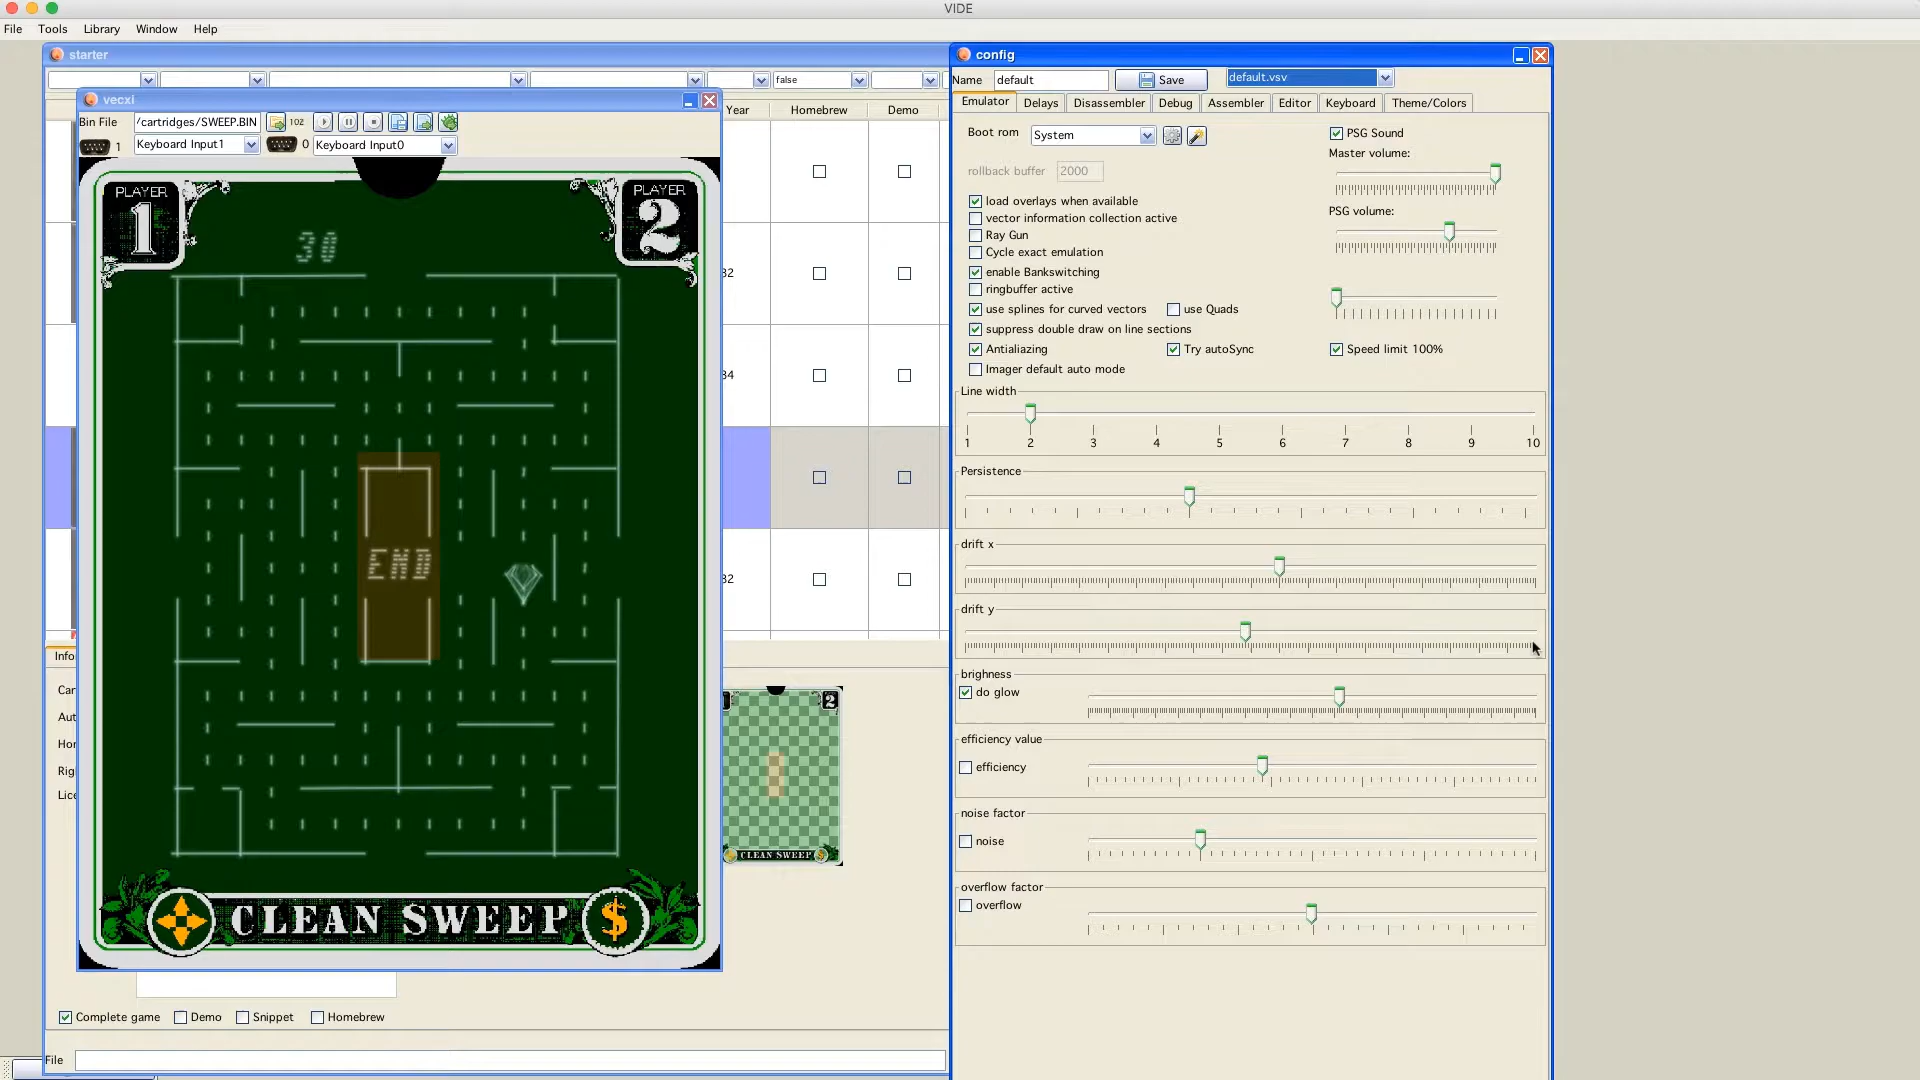 VIDE
File Tools Library Window Help
starter
false
Year Homebrew Demo
32
34
32
Info
Car
Aut
Hor
Rig
Lice
CLEAN SWEEP
2
Complete game Demo Snippet Homebrew
File
vecxi
Bin File /cartridges/SWEEP.BIN 102
1 Keyboard Input1 0 Keyboard Input0
PLAYER 1
PLAYER 2
30
END
CLEAN SWEEP $
config
Name default Save default.vsv
Emulator Delays Disassembler Debug Assembler Editor Keyboard Theme/Colors
Boot rom System
PSG Sound
Master volume:
rollback buffer 2000
load overlays when available
PSG volume:
vector information collection active
Ray Gun
Cycle exact emulation
enable Bankswitching
ringbuffer active
use splines for curved vectors use Quads
suppress double draw on line sections
Antialiazing Try autoSync Speed limit 100%
Imager default auto mode
Line width
1 2 3 4 5 6 7 8 9 10
Persistence
drift x
drift y
brighness
do glow
efficiency value
efficiency
noise factor
noise
overflow factor
overflow